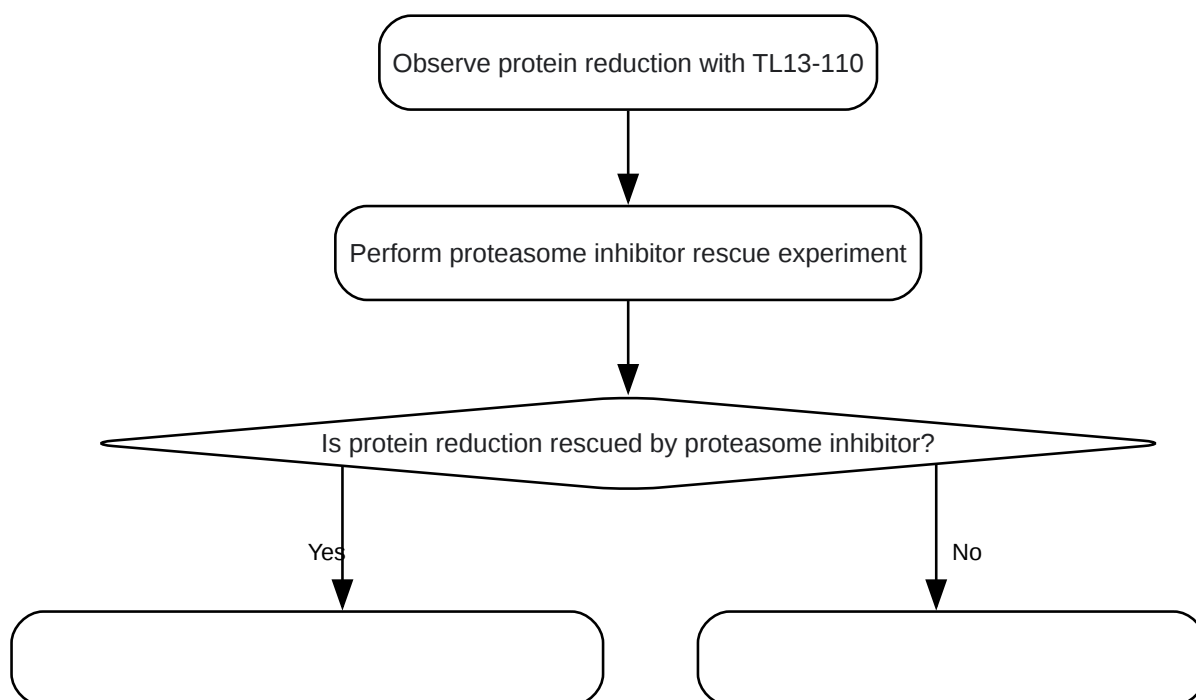 Observe protein reduction with TL13-110
Perform proteasome inhibitor rescue experiment
Is protein reduction rescued by proteasome inhibitor?
Yes
No